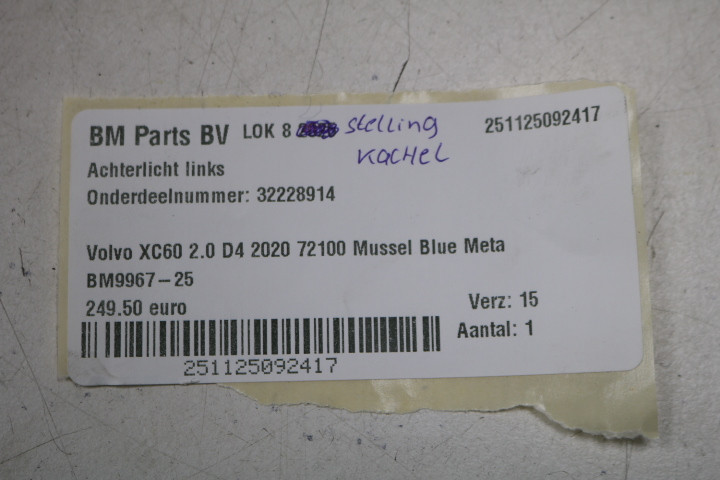 BM Parts BV LOK 8 stelling 251125092417
kachel
Achterlicht links
Onderdeelnummer: 32228914
Volvo XC60 2.0 D4 2020 72100 Mussel Blue Meta
BM9967-25
249.50 euro Verz: 15
Aantal: 1
251125092417